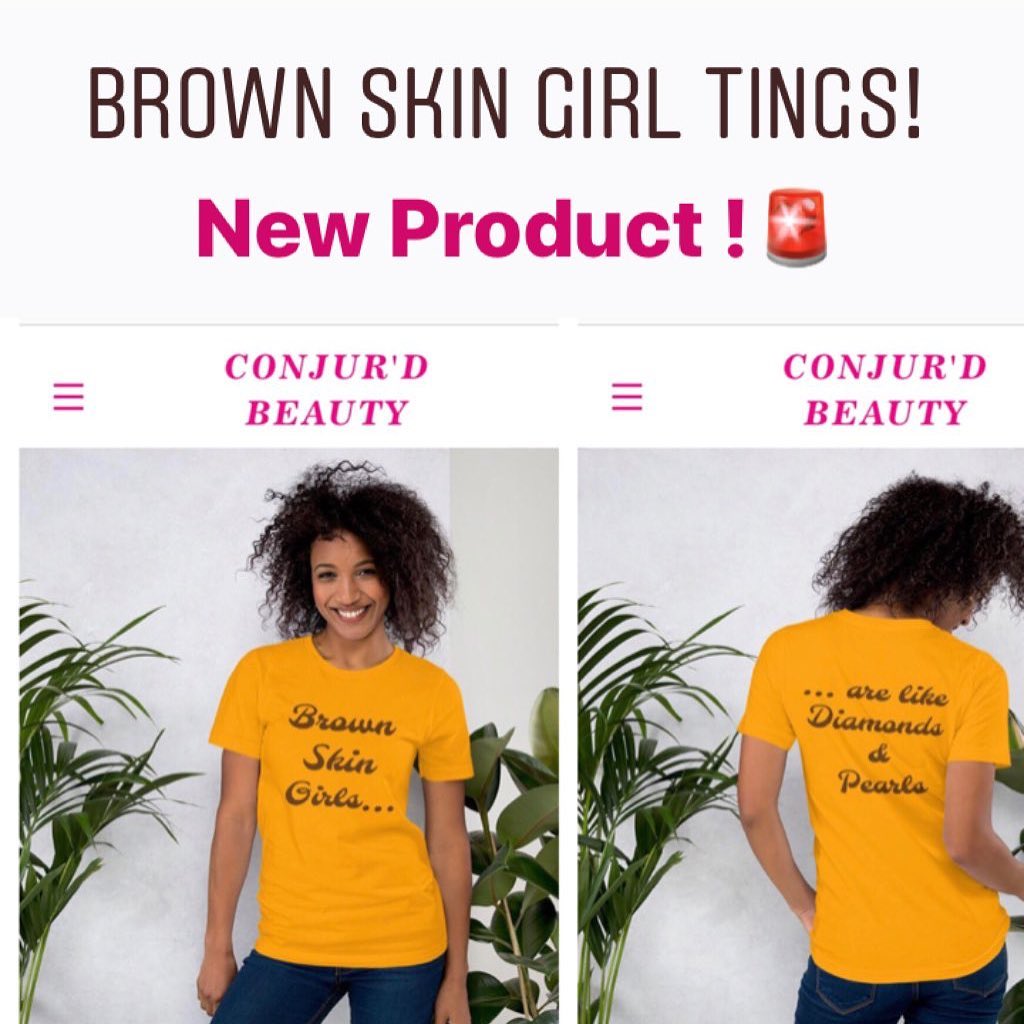 BROWN SKIN GIRL TINGS!
New Product ! 🚨
CONJUR'D
BEAUTY
Brown
Skin
Girls...
CONJUR'D
BEAUTY
... are like
Diamonds
&
Pearls